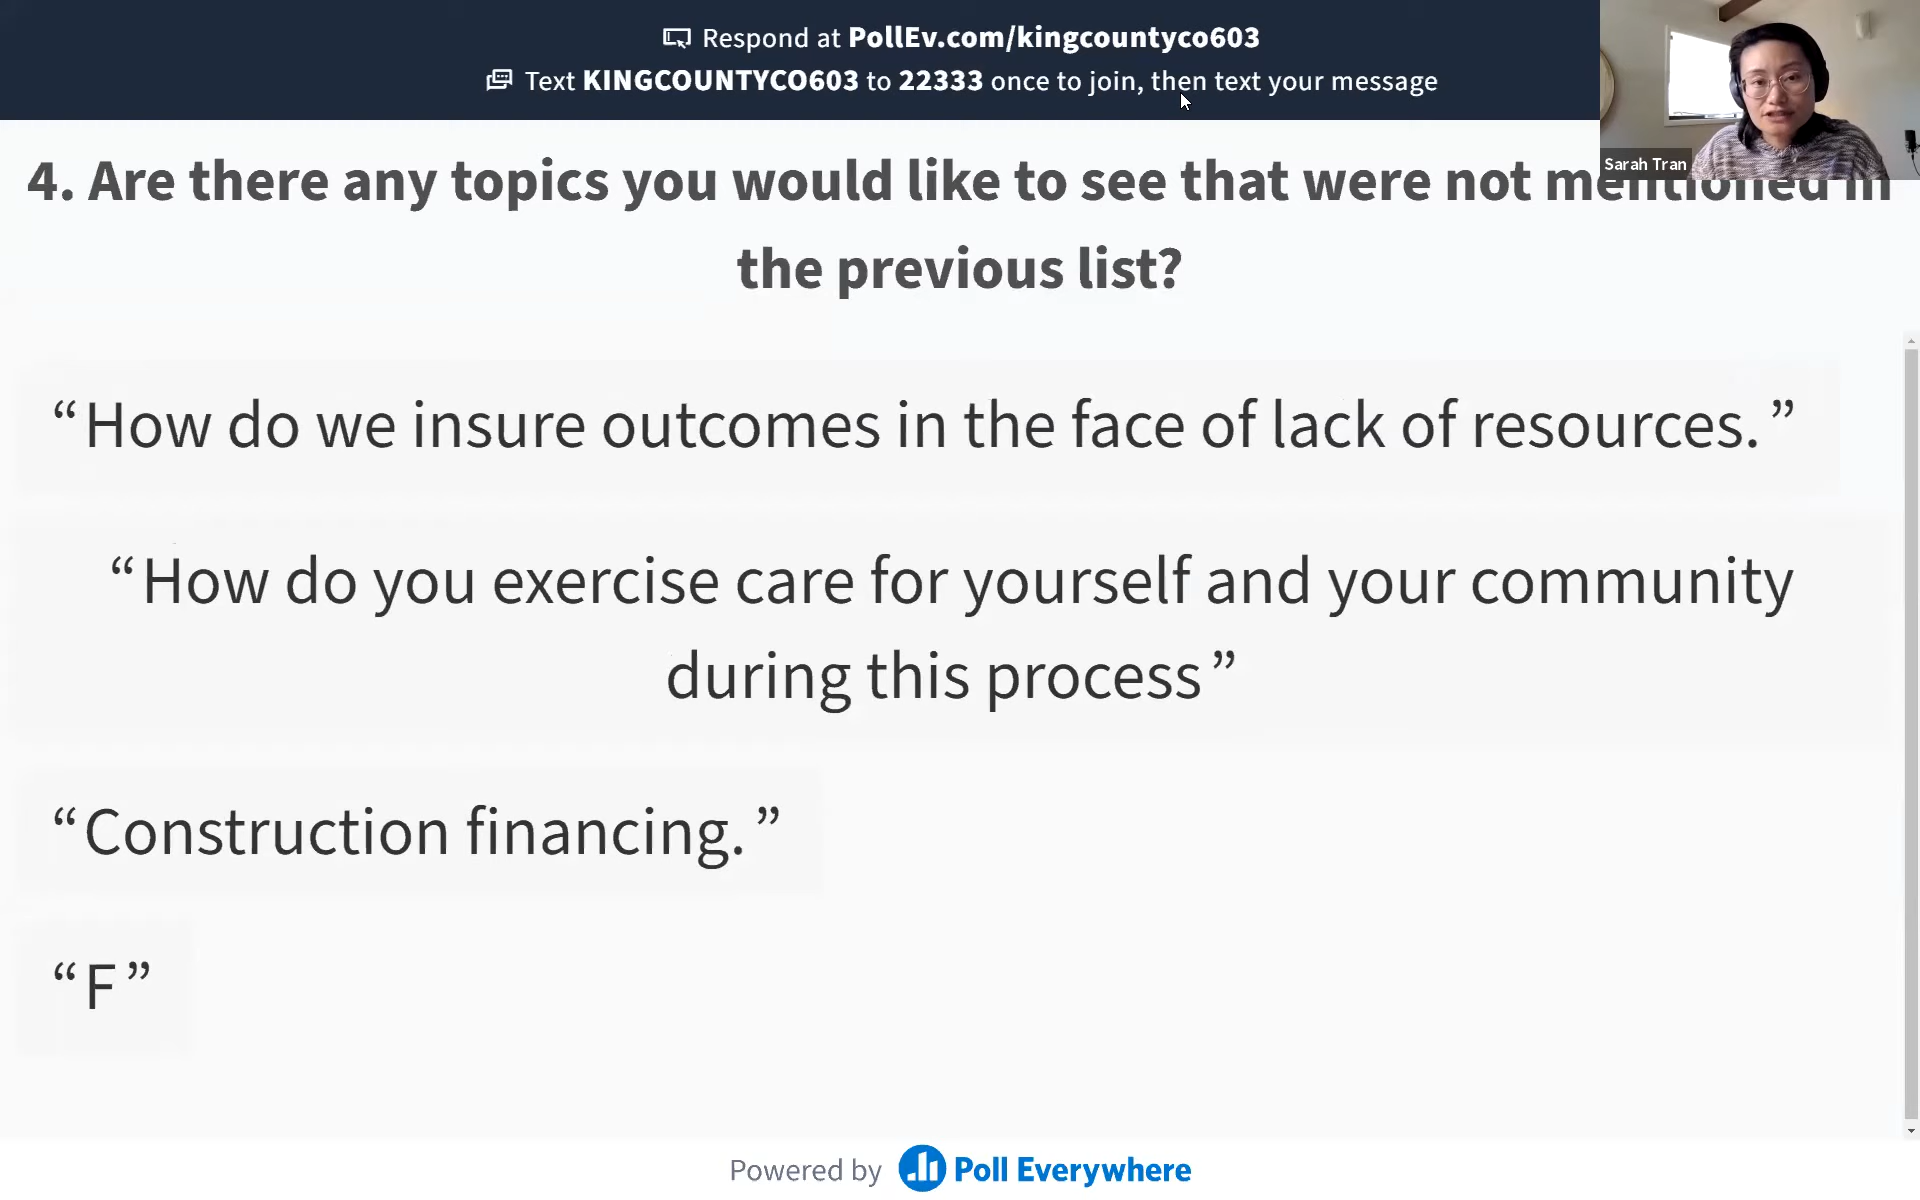 Respond at PollEv.com/kingcountyco603
Text KINGCOUNTYCO603 to 22333 once to join, then text your message
Sarah Tran
4. Are there any topics you would like to see that were not mentioned in
the previous list?
“How do we insure outcomes in the face of lack of resources.”
“How do you exercise care for yourself and your community
during this process”
“Construction financing.”
“F”
Powered by Poll Everywhere